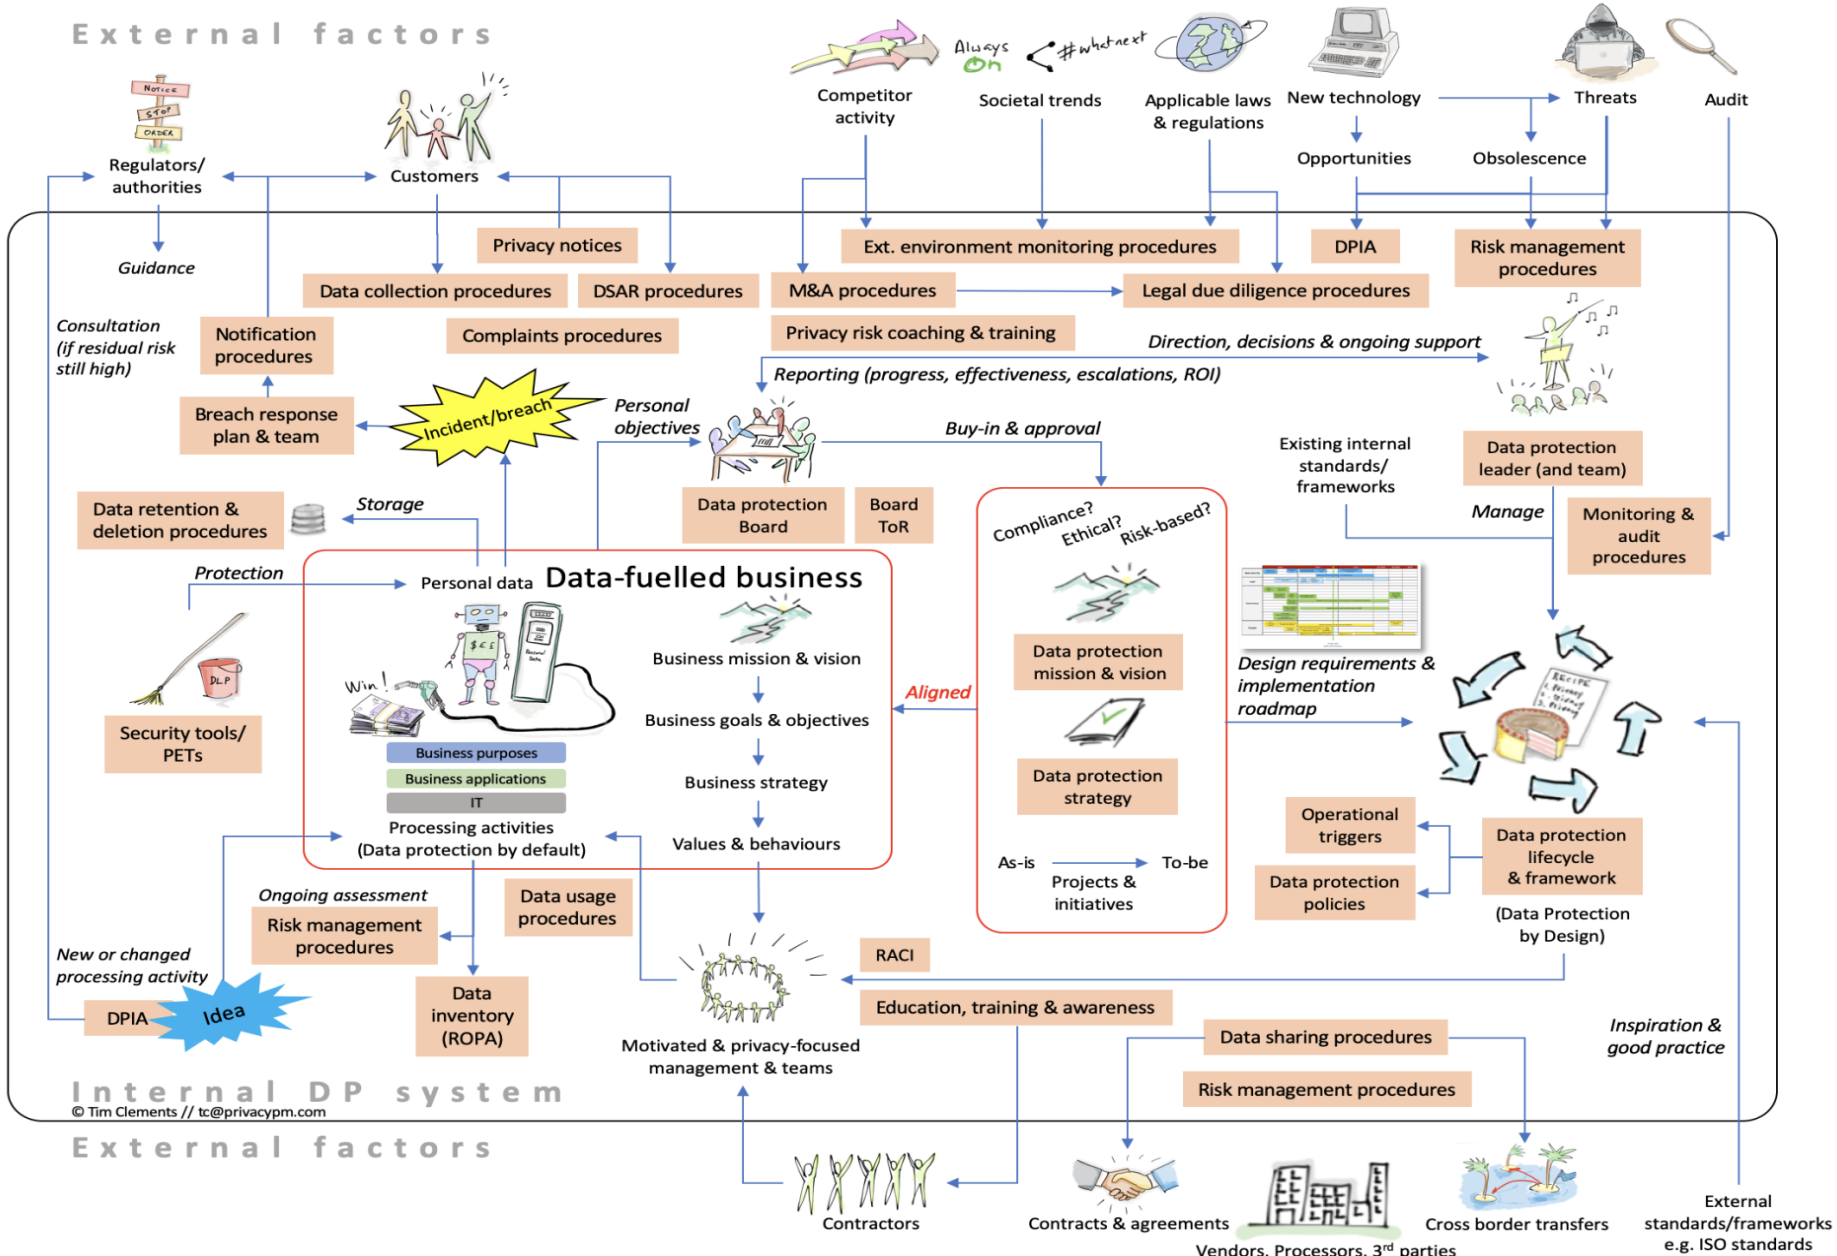 External factors
NOTICE
STOP
ORDER
Regulators/
authorities
Customers
Competitor
activity
Always
On
#whatnext
Societal trends
Applicable laws
& regulations
New technology
Threats
Audit
Opportunities
Obsolescence
Guidance
Privacy notices
Data collection procedures
DSAR procedures
Complaints procedures
Ext. environment monitoring procedures
DPIA
Risk management
procedures
M&A procedures
Legal due diligence procedures
Privacy risk coaching & training
Consultation
(if residual risk
still high)
Notification
procedures
Breach response
plan & team
Incident/breach
Direction, decisions & ongoing support
Reporting (progress, effectiveness, escalations, ROI)
Personal
objectives
Buy-in & approval
Data protection
Board
Board
ToR
Existing internal
standards/
frameworks
Data protection
leader (and team)
Manage
Monitoring &
audit
procedures
Data retention &
deletion procedures
Storage
Protection
DLP
Security tools/
PETs
Personal data
Data-fuelled business
$££
Personal
Data
Win!
Business purposes
Business applications
IT
Processing activities
(Data protection by default)
Business mission & vision
Business goals & objectives
Business strategy
Values & behaviours
Aligned
Compliance?
Ethical?
Risk-based?
Data protection
mission & vision
Data protection
strategy
As-is
To-be
Projects &
initiatives
Design requirements &
implementation
roadmap
RECIPE
1. Privacy
2. Privacy
3. Privacy
Operational
triggers
Data protection
policies
Data protection
lifecycle
& framework
(Data Protection
by Design)
Ongoing assessment
Risk management
procedures
Data usage
procedures
Data
inventory
(ROPA)
New or changed
processing activity
DPIA
Idea
RACI
Education, training & awareness
Motivated & privacy-focused
management & teams
Data sharing procedures
Risk management procedures
Inspiration &
good practice
Internal DP system
© Tim Clements // tc@privacypm.com
External factors
Contractors
Contracts & agreements
Vendors, Processors, 3rd parties
Cross border transfers
External
standards/frameworks
e.g. ISO standards